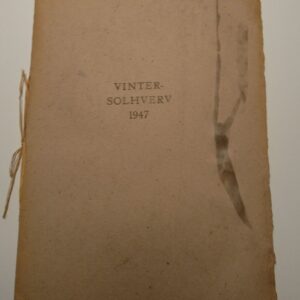 VINTER-
SOLHVERV
1947